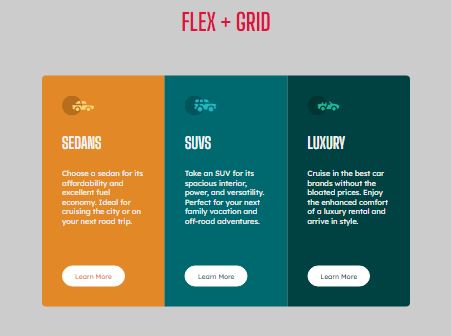 FLEX + GRID
SEDANS
Choose a sedan for its
affordability and
excellent fuel
economy. Ideal for
cruising the city or on
your next road trip.
Learn More
SUVS
Take an SUV for its
spacious interior,
power, and versatility.
Perfect for your next
family vacation and
off-road adventures.
Learn More
LUXURY
Cruise in the best car
brands without the
bloated prices. Enjoy
the enhanced comfort
of a luxury rental and
arrive in style.
Learn More